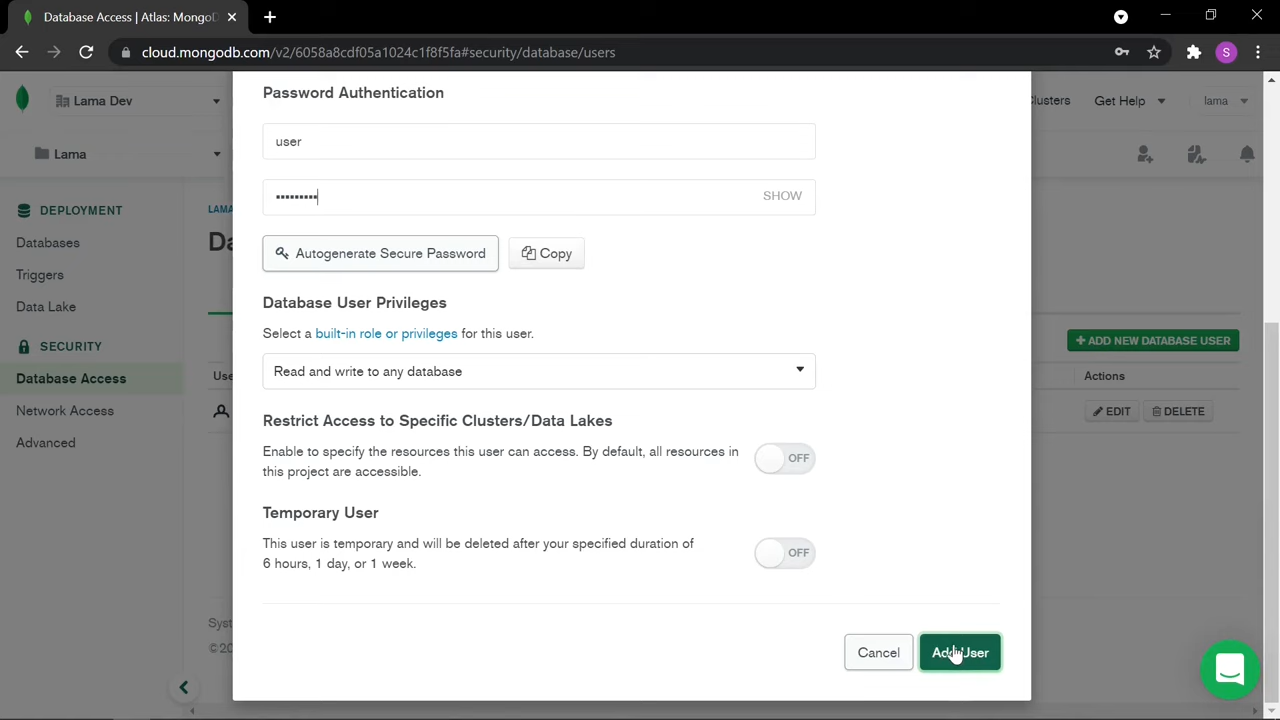 Database Access | Atlas: MongoD
cloud.mongodb.com/v2/6058a8cdf05a1024c1f8f5fa#security/database/users
S
Lama Dev
Clusters
Get Help
lama
Lama
DEPLOYMENT
Databases
Triggers
Data Lake
SECURITY
Database Access
Network Access
Advanced
LAMA
Da
Use
Syst
Password Authentication
user
•••••••••
SHOW
Autogenerate Secure Password
Copy
Database User Privileges
Select a built-in role or privileges for this user.
Read and write to any database
Restrict Access to Specific Clusters/Data Lakes
Enable to specify the resources this user can access. By default, all resources in
this project are accessible.
OFF
Temporary User
This user is temporary and will be deleted after your specified duration of
6 hours, 1 day, or 1 week.
OFF
Cancel
Add User
+ ADD NEW DATABASE USER
Actions
EDIT
DELETE